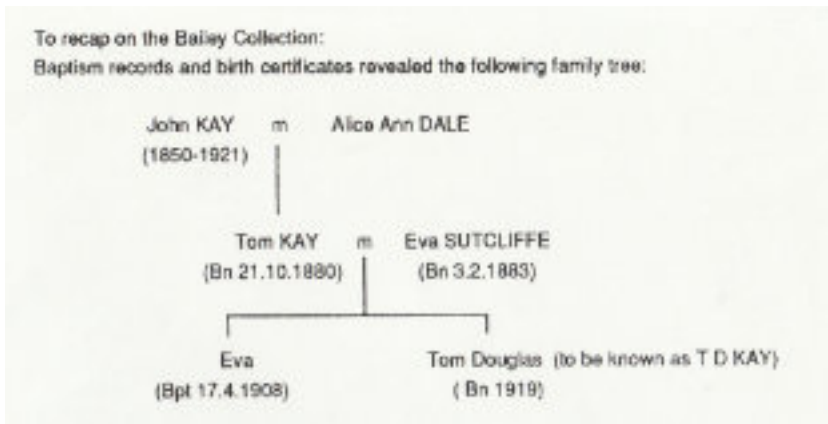 To recap on the Bailey Collection:
Baptism records and birth certificates revealed the following family tree:
John KAY m Alice Ann DALE
(1850-1921)
Tom KAY m Eva SUTCLIFFE
(Bn 21.10.1880) (Bn 3.2.1883)
Eva Tom Douglas (to be known as T D KAY)
(Bpt 17.4.1908) ( Bn 1919)